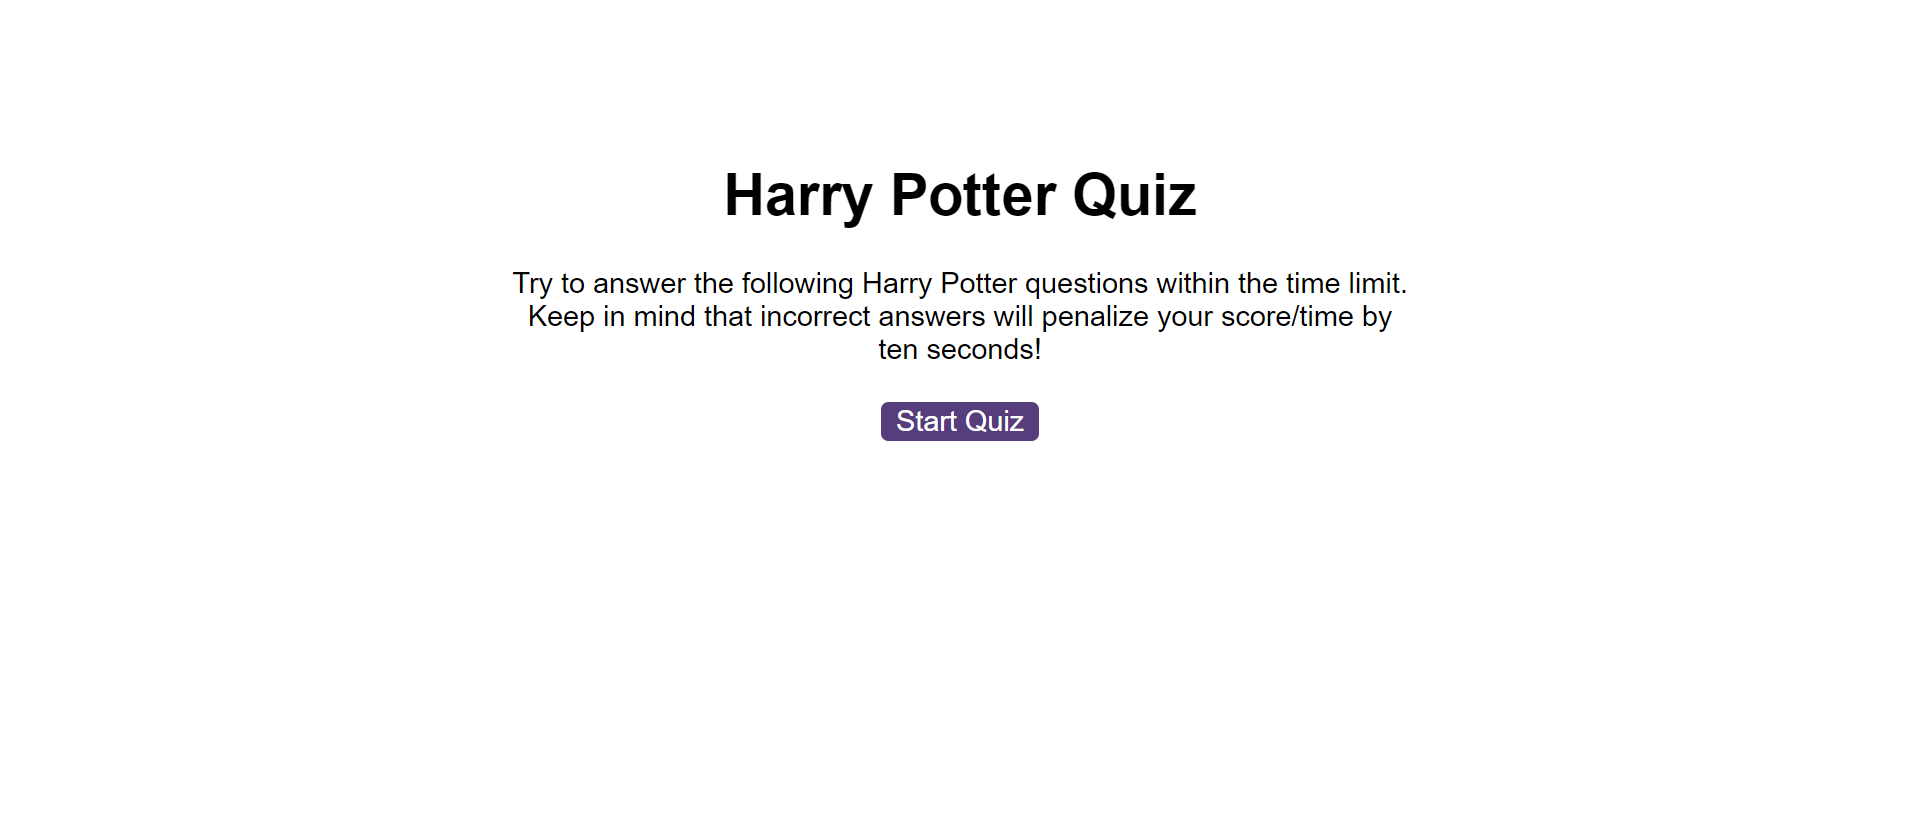 Harry Potter Quiz
Try to answer the following Harry Potter questions within the time limit.
Keep in mind that incorrect answers will penalize your score/time by
ten seconds!
Start Quiz